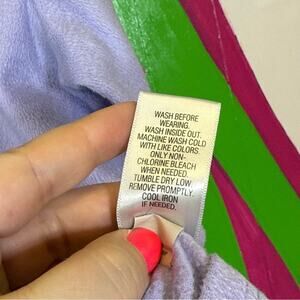 WASH BEFORE
WEARING.
WASH INSIDE OUT.
MACHINE WASH COLD
WITH LIKE COLORS.
ONLY NON-
CHLORINE BLEACH
WHEN NEEDED.
TUMBLE DRY LOW.
REMOVE PROMPTLY.
COOL IRON
IF NEEDED.